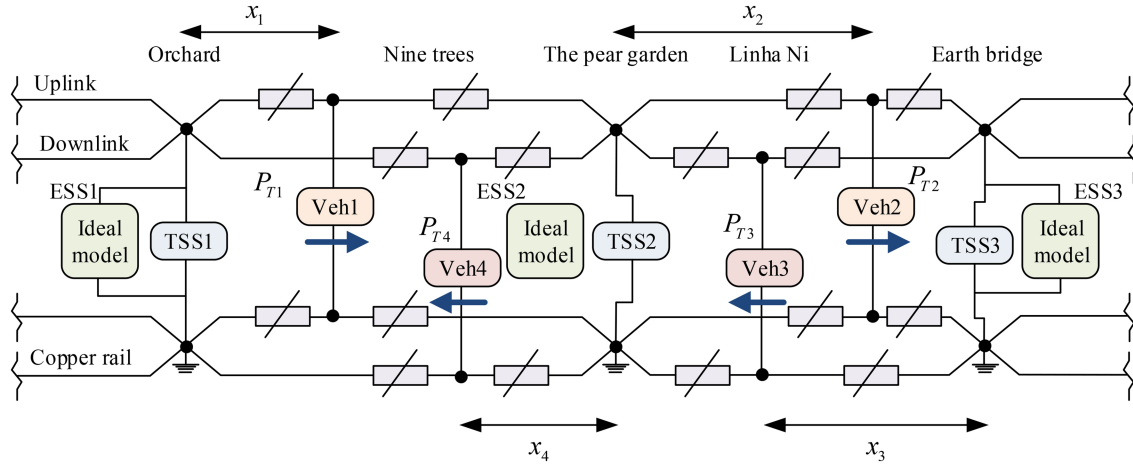 x1
x2
Orchard
Nine trees
The pear garden
Linha Ni
Earth bridge
Uplink
Downlink
ESS1
Ideal
model
TSS1
PT1
Veh1
PT4
Veh4
ESS2
Ideal
model
TSS2
PT3
Veh3
PT2
Veh2
TSS3
ESS3
Ideal
model
Copper rail
x4
x3